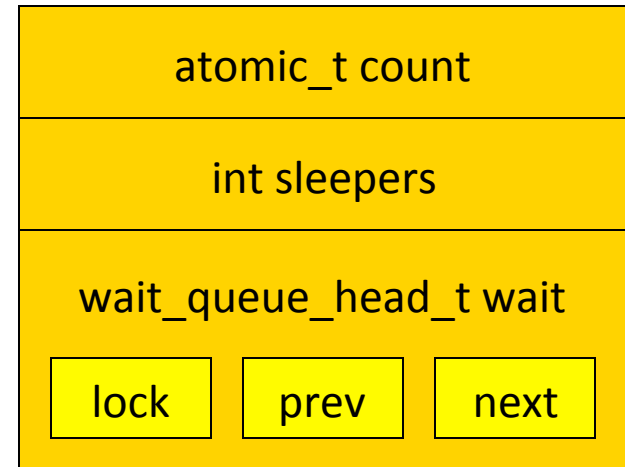 atomic_t count
int sleepers
wait_queue_head_t wait
lock prev next